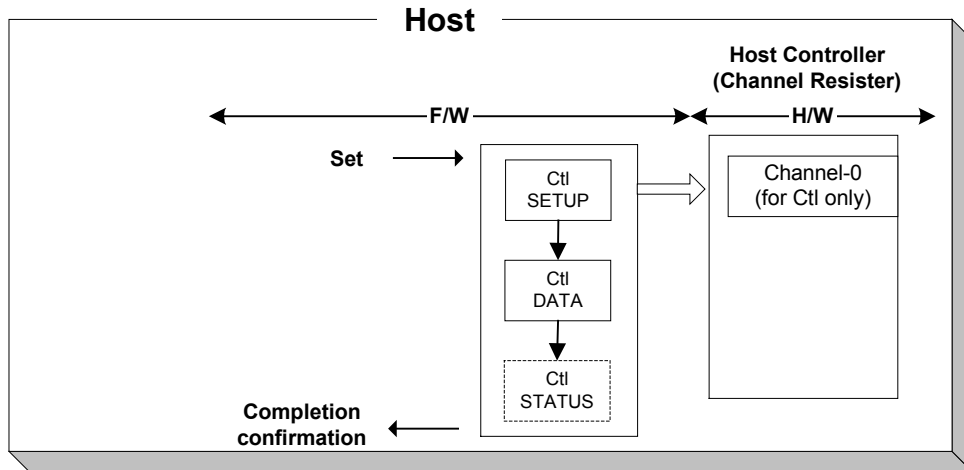 Host
Host Controller
(Channel Resister)
F/W
H/W
Set
Ctl
SETUP
Channel-0
(for Ctl only)
Ctl
DATA
Ctl
STATUS
Completion
confirmation